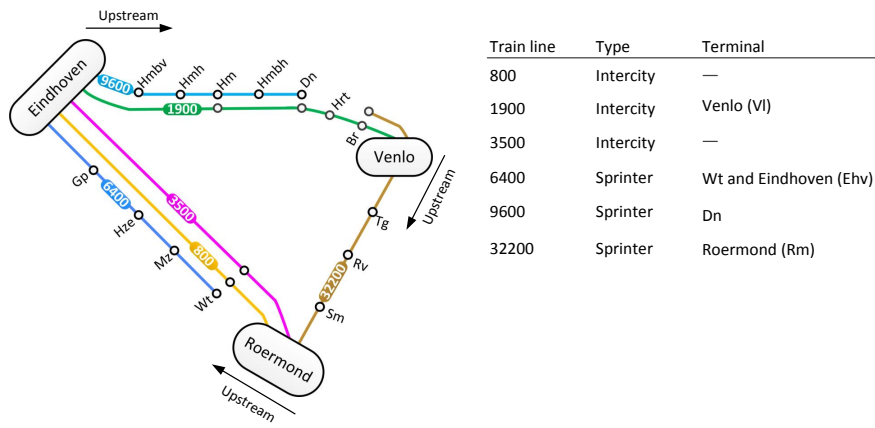 Upstream
Eindhoven
9600
Hmbv
Hmh
Hm
Hmbh
Dn
1900
Hrt
Br
Venlo
Upstream
Gp
6400
Hze
Mz
Wt
3500
800
Tg
Rv
32200
Sm
Roermond
Upstream
Train line Type Terminal
800 Intercity —
1900 Intercity Venlo (Vl)
3500 Intercity —
6400 Sprinter Wt and Eindhoven (Ehv)
9600 Sprinter Dn
32200 Sprinter Roermond (Rm)